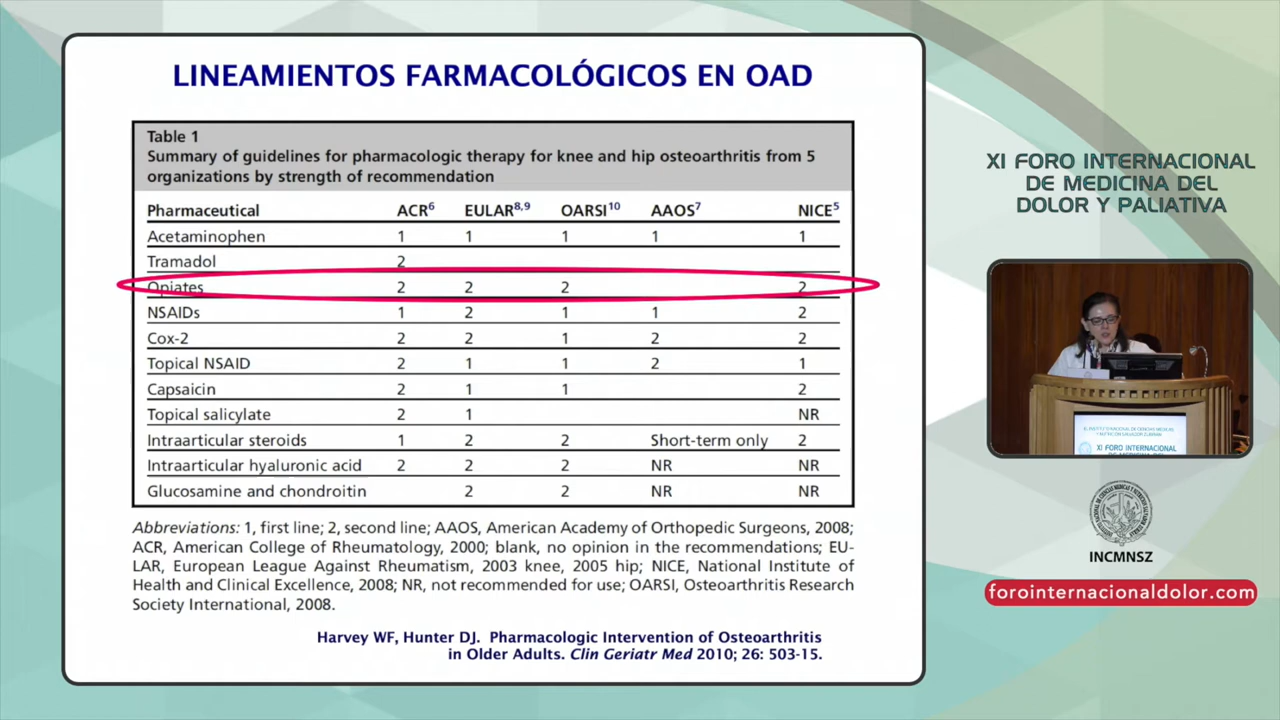 LINEAMIENTOS FARMACOLÓGICOS EN OAD
Table 1
Summary of guidelines for pharmacologic therapy for knee and hip osteoarthritis from 5
organizations by strength of recommendation
Pharmaceutical ACR6 EULAR8,9 OARSI10 AAOS7 NICE5
Acetaminophen 1 1 1 1 1
Tramadol 2
Opiates 2 2 2 2
NSAIDs 1 2 1 1 2
Cox-2 2 2 1 2 2
Topical NSAID 2 1 1 2 1
Capsaicin 2 1 1 2
Topical salicylate 2 1 NR
Intraarticular steroids 1 2 2 Short-term only 2
Intraarticular hyaluronic acid 2 2 2 NR NR
Glucosamine and chondroitin 2 2 NR NR
Abbreviations: 1, first line; 2, second line; AAOS, American Academy of Orthopedic Surgeons, 2008;
ACR, American College of Rheumatology, 2000; blank, no opinion in the recommendations; EU-
LAR, European League Against Rheumatism, 2003 knee, 2005 hip; NICE, National Institute of
Health and Clinical Excellence, 2008; NR, not recommended for use; OARSI, Osteoarthritis Research
Society International, 2008.
Harvey WF, Hunter DJ. Pharmacologic Intervention of Osteoarthritis
in Older Adults. Clin Geriatr Med 2010; 26: 503-15.
XI FORO INTERNACIONAL
DE MEDICINA DEL
DOLOR Y PALIATIVA
XI FORO INTERNACIONAL
INCMNSZ
forointernacionaldolor.com